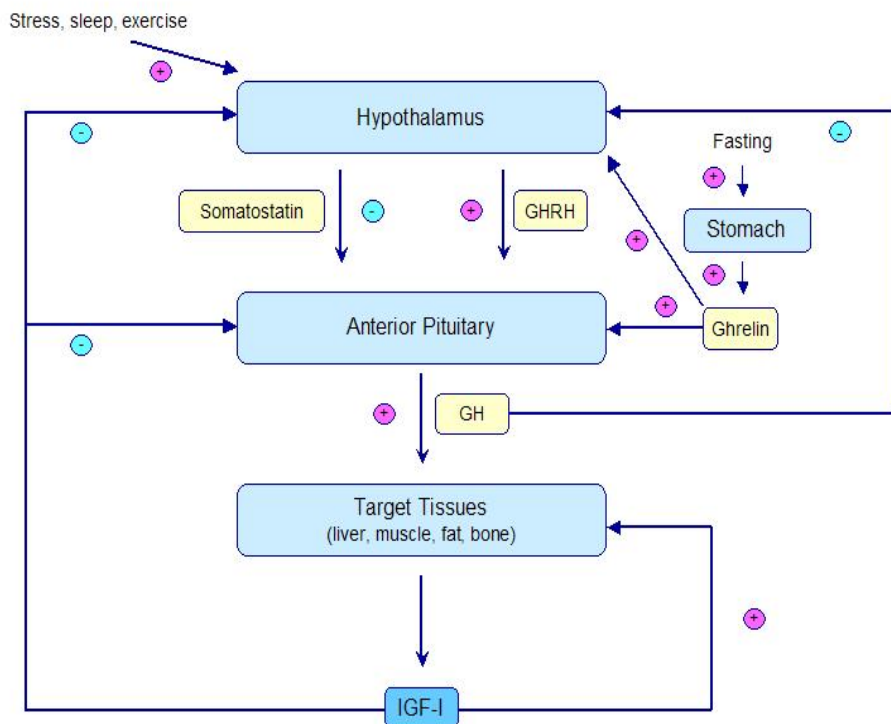 Stress, sleep, exercise
+
Hypothalamus
-
-
Fasting
+
Somatostatin
-
+
GHRH
Stomach
+
+
+
Anterior Pituitary
Ghrelin
-
+
GH
Target Tissues
(liver, muscle, fat, bone)
+
IGF-I